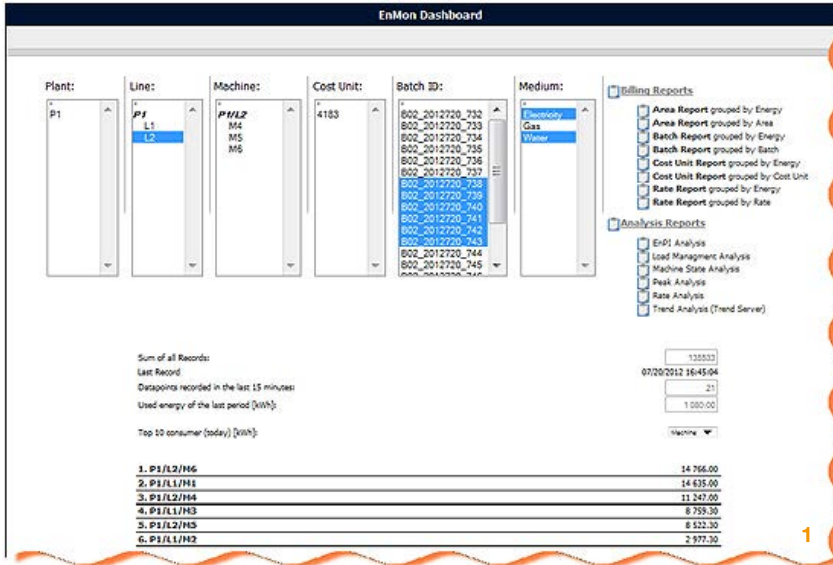 EnMon Dashboard
Plant:
*
P1
Line:
*
P1
L1
L2
Machine:
*
P1/L2
M4
M5
M6
Cost Unit:
*
4183
Batch ID:
*
B02_2012720_732
B02_2012720_733
B02_2012720_734
B02_2012720_735
B02_2012720_736
B02_2012720_737
B02_2012720_738
B02_2012720_739
B02_2012720_740
B02_2012720_741
B02_2012720_742
B02_2012720_743
B02_2012720_744
B02_2012720_745
Medium:
*
Electricity
Gas
Water
Billing Reports
Area Report grouped by Energy
Area Report grouped by Area
Batch Report grouped by Energy
Batch Report grouped by Batch
Cost Unit Report grouped by Energy
Cost Unit Report grouped by Cost Unit
Rate Report grouped by Energy
Rate Report grouped by Rate
Analysis Reports
EnPI Analysis
Load Managment Analysis
Machine State Analysis
Peak Analysis
Rate Analysis
Trend Analysis (Trend Server)
Sum of all Records: 138533
Last Record 07/20/2012 16:45:04
Datapoints recorded in the last 15 minutes: 21
Used energy of the last period [kWh]: 1 080.00
Top 10 consumer (today) [kWh]: Machine
1. P1/L2/M6 14 766.00
2. P1/L1/M1 14 635.00
3. P1/L2/M4 11 247.00
4. P1/L1/M3 8 759.30
5. P1/L2/M5 8 522.30
6. P1/L1/M2 2 977.30
1